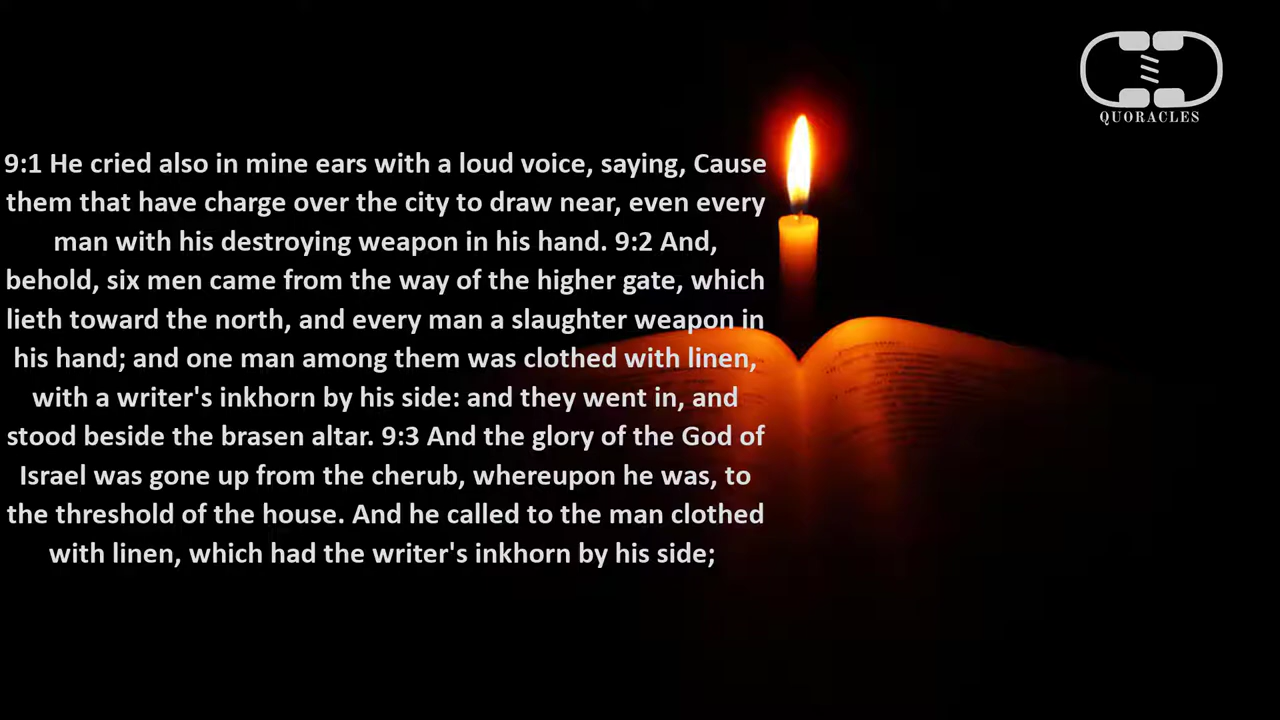 QUORACLES
9:1 He cried also in mine ears with a loud voice, saying, Cause
them that have charge over the city to draw near, even every
man with his destroying weapon in his hand. 9:2 And,
behold, six men came from the way of the higher gate, which
lieth toward the north, and every man a slaughter weapon in
his hand; and one man among them was clothed with linen,
with a writer's inkhorn by his side: and they went in, and
stood beside the brasen altar. 9:3 And the glory of the God of
Israel was gone up from the cherub, whereupon he was, to
the threshold of the house. And he called to the man clothed
with linen, which had the writer's inkhorn by his side;